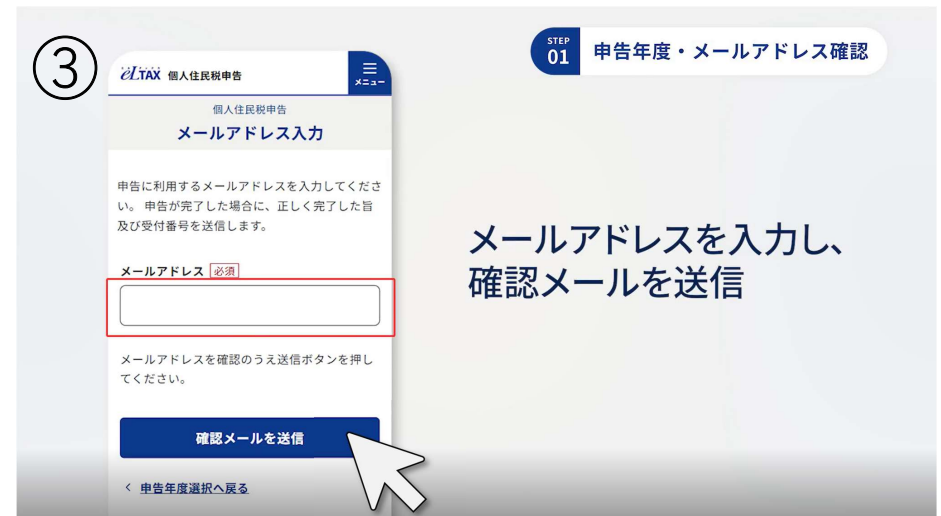 ③
eLTAX 個人住民税申告
メニュー
個人住民税申告
メールアドレス入力
申告に利用するメールアドレスを入力してくださ
い。 申告が完了した場合に、正しく完了した旨
及び受付番号を送信します。
メールアドレス 必須
メールアドレスを確認のうえ送信ボタンを押し
てください。
確認メールを送信
< 申告年度選択へ戻る
STEP
01 申告年度・メールアドレス確認
メールアドレスを入力し、
確認メールを送信